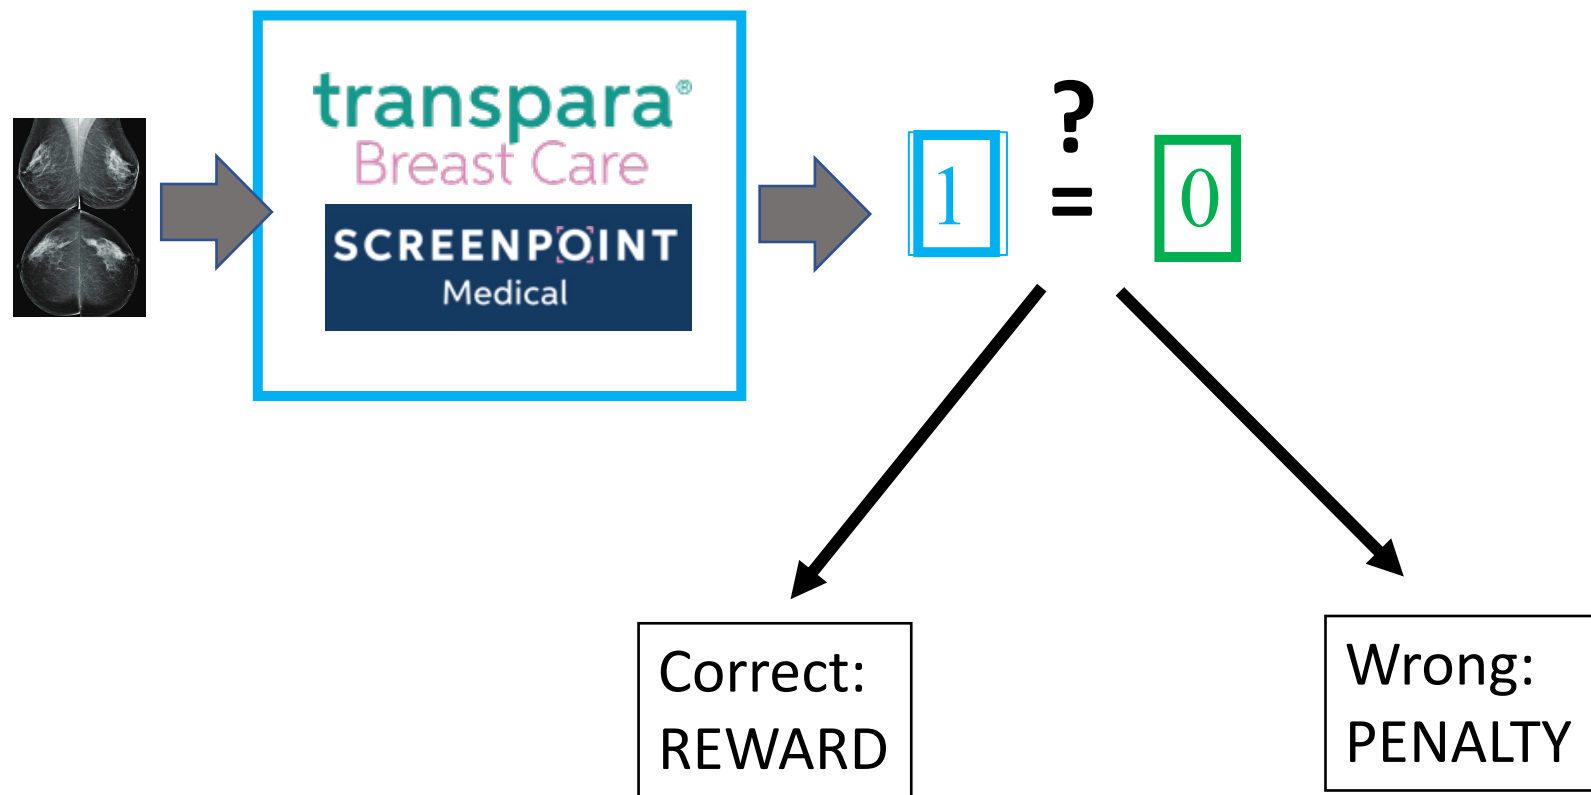 transpara®
Breast Care
SCREENPOINT
Medical
1
?
=
0
Correct:
REWARD
Wrong:
PENALTY